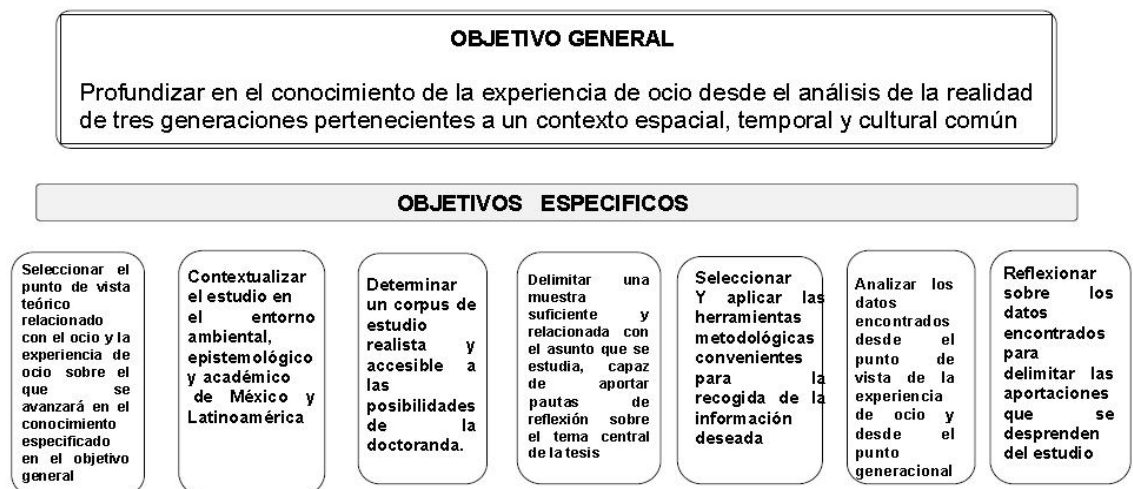 OBJETIVO GENERAL
Profundizar en el conocimiento de la experiencia de ocio desde el análisis de la realidad
de tres generaciones pertenecientes a un contexto espacial, temporal y cultural común
OBJETIVOS ESPECIFICOS
Seleccionar el
punto de vista
teórico
relacionado
con el ocio y la
experiencia de
ocio sobre el
que se
avanzará en el
conocimiento
especificado
en el objetivo
general
Contextualizar
el estudio en
el entorno
ambiental,
epistemológico
y académico
de México y
Latinoamérica
Determinar
un corpus de
estudio
realista y
accesible a
las
posibilidades
de la
doctoranda.
Delimitar una
muestra
suficiente y
relacionada con
el asunto que se
estudia, capaz
de aportar
pautas de
reflexión sobre
el tema central
de la tesis
Seleccionar
Y aplicar las
herramientas
metodológicas
convenientes
para la
recogida de la
información
deseada
Analizar los
datos
encontrados
desde el
punto de
vista de la
experiencia
de ocio y
desde el
punto
generacional
Reflexionar
sobre los
datos
encontrados
para
delimitar las
aportaciones
que se
desprenden
del estudio